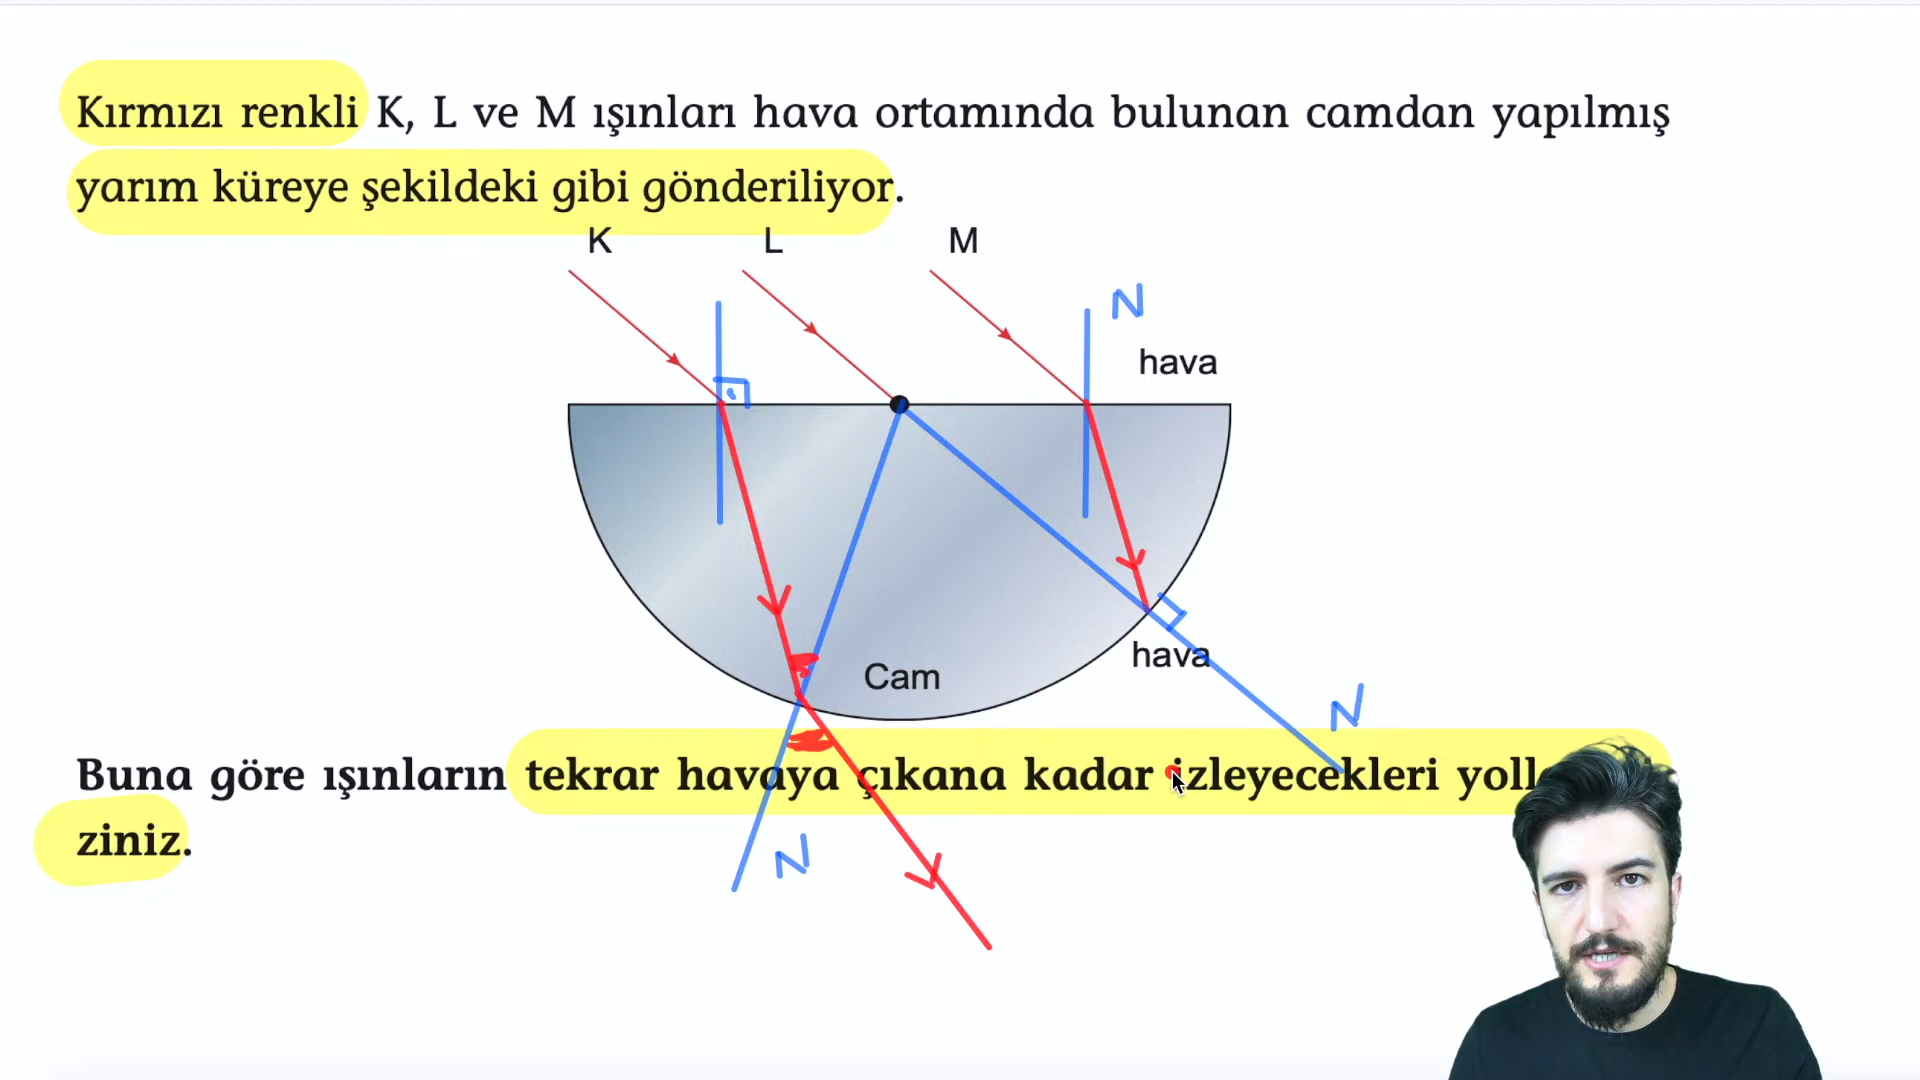 Kırmızı renkli K, L ve M ışınları hava ortamında bulunan camdan yapılmış
yarım küreye şekildeki gibi gönderiliyor.
K L M
N
hava
Cam
hava
N
Buna göre ışınların tekrar havaya çıkana kadar izleyecekleri
ziniz.
N